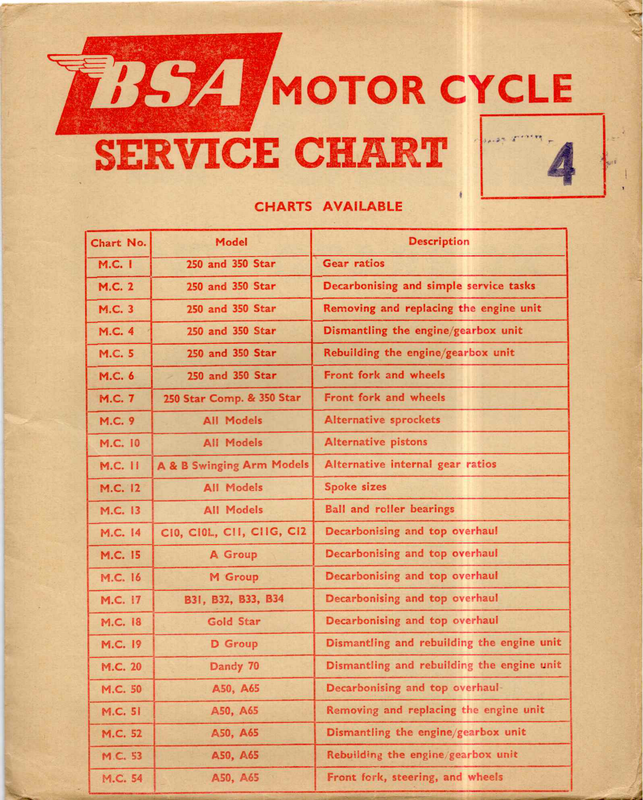 BSA MOTOR CYCLE
SERVICE CHART
4
CHARTS AVAILABLE
Chart No. Model Description
M.C. 1 250 and 350 Star Gear ratios
M.C. 2 250 and 350 Star Decarbonising and simple service tasks
M.C. 3 250 and 350 Star Removing and replacing the engine unit
M.C. 4 250 and 350 Star Dismantling the engine/gearbox unit
M.C. 5 250 and 350 Star Rebuilding the engine/gearbox unit
M.C. 6 250 and 350 Star Front fork and wheels
M.C. 7 250 Star Comp. & 350 Star Front fork and wheels
M.C. 9 All Models Alternative sprockets
M.C. 10 All Models Alternative pistons
M.C. 11 A & B Swinging Arm Models Alternative internal gear ratios
M.C. 12 All Models Spoke sizes
M.C. 13 All Models Ball and roller bearings
M.C. 14 C10, C10L, C11, C11G, C12 Decarbonising and top overhaul
M.C. 15 A Group Decarbonising and top overhaul
M.C. 16 M Group Decarbonising and top overhaul
M.C. 17 B31, B32, B33, B34 Decarbonising and top overhaul
M.C. 18 Gold Star Decarbonising and top overhaul
M.C. 19 D Group Dismantling and rebuilding the engine unit
M.C. 20 Dandy 70 Dismantling and rebuilding the engine unit
M.C. 50 A50, A65 Decarbonising and top overhaul
M.C. 51 A50, A65 Removing and replacing the engine unit
M.C. 52 A50, A65 Dismantling the engine/gearbox unit
M.C. 53 A50, A65 Rebuilding the engine/gearbox unit
M.C. 54 A50, A65 Front fork, steering, and wheels